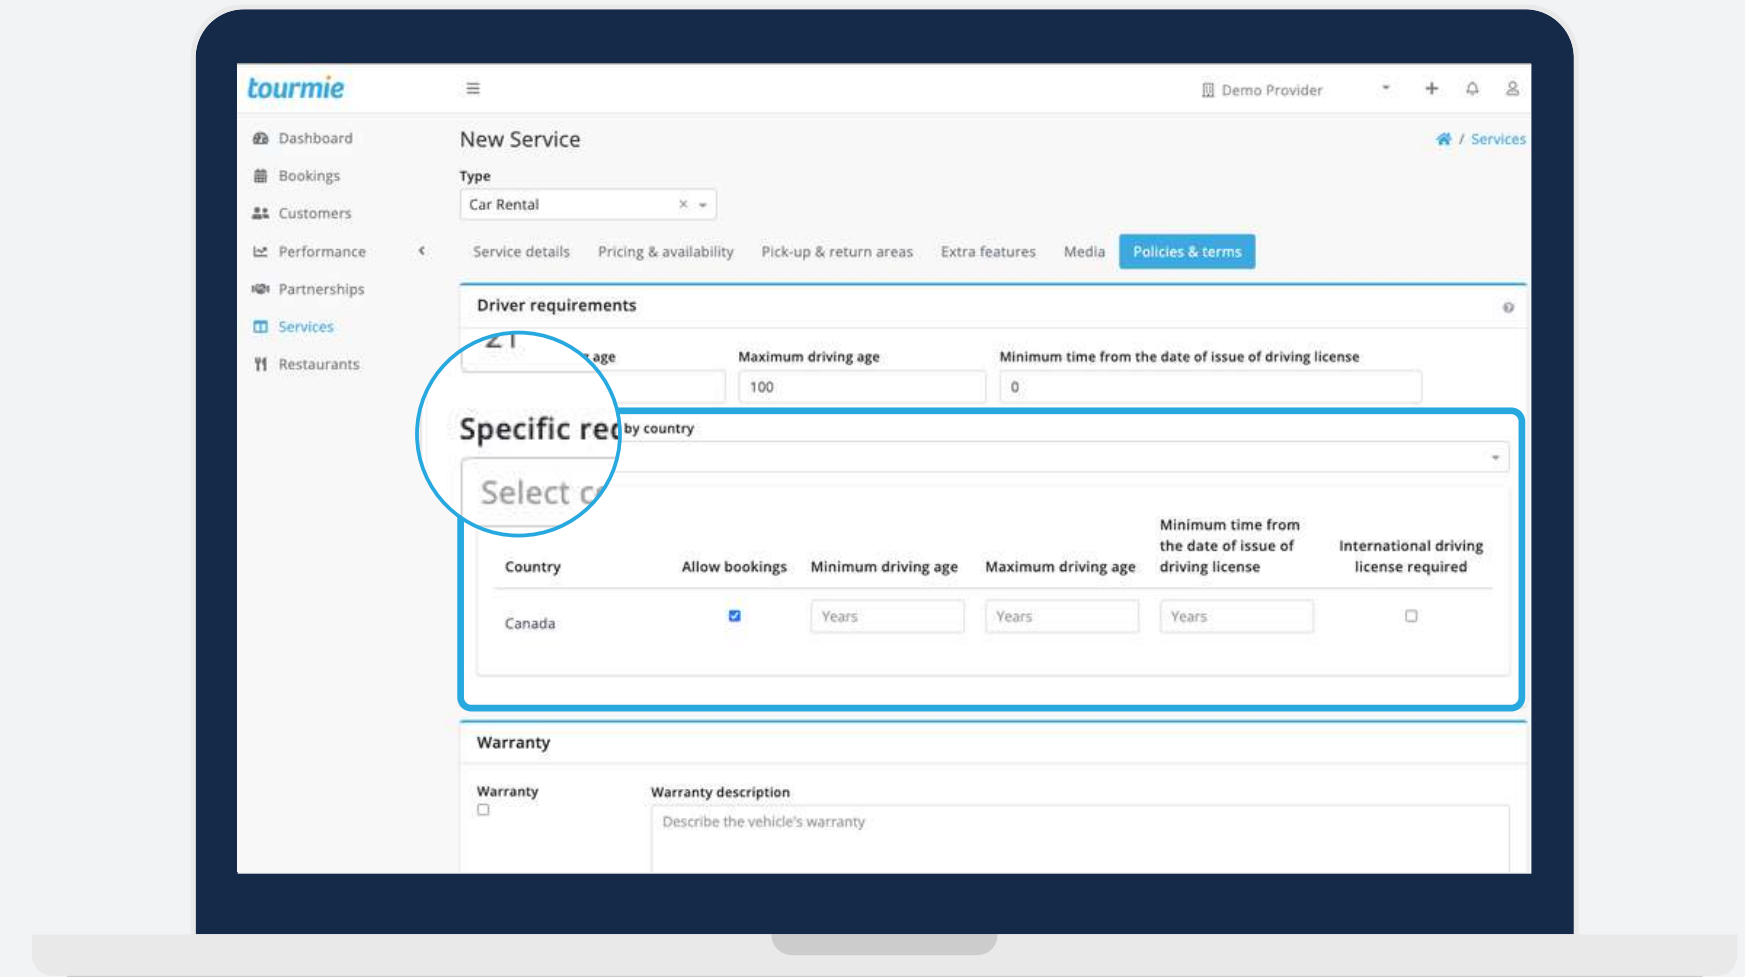 tourmie
Demo Provider
Dashboard
Bookings
Customers
Performance
Partnerships
Services
Restaurants
New Service
/ Services
Type
Car Rental
Service details Pricing & availability Pick-up & return areas Extra features Media Policies & terms
Driver requirements
21
age Maximum driving age Minimum time from the date of issue of driving license
100 0
Specific req by country
Select co
Country Allow bookings Minimum driving age Maximum driving age Minimum time from the date of issue of driving license International driving license required
Canada Years Years Years
Warranty
Warranty Warranty description
Describe the vehicle's warranty